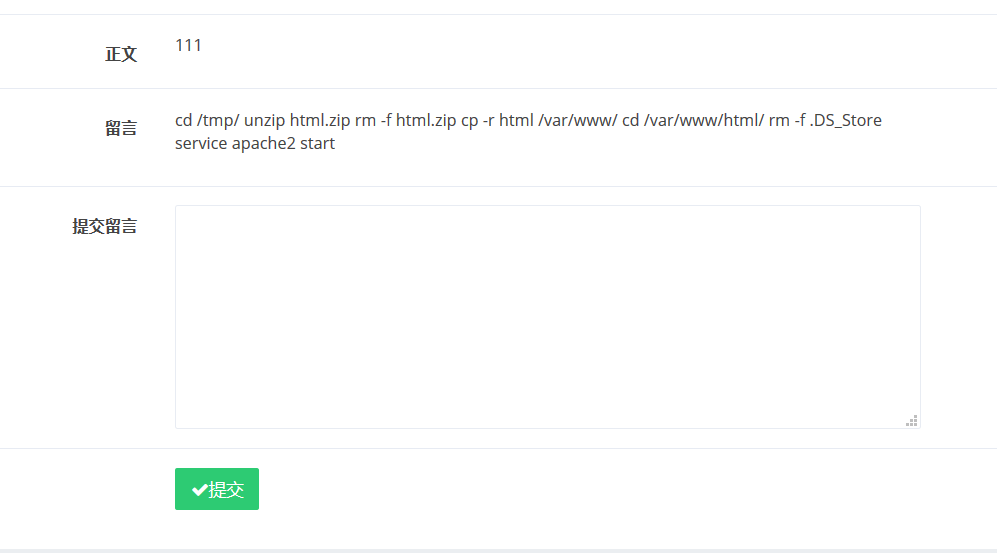 正文
111
留言
cd /tmp/ unzip html.zip rm -f html.zip cp -r html /var/www/ cd /var/www/html/ rm -f .DS_Store
service apache2 start
提交留言
提交